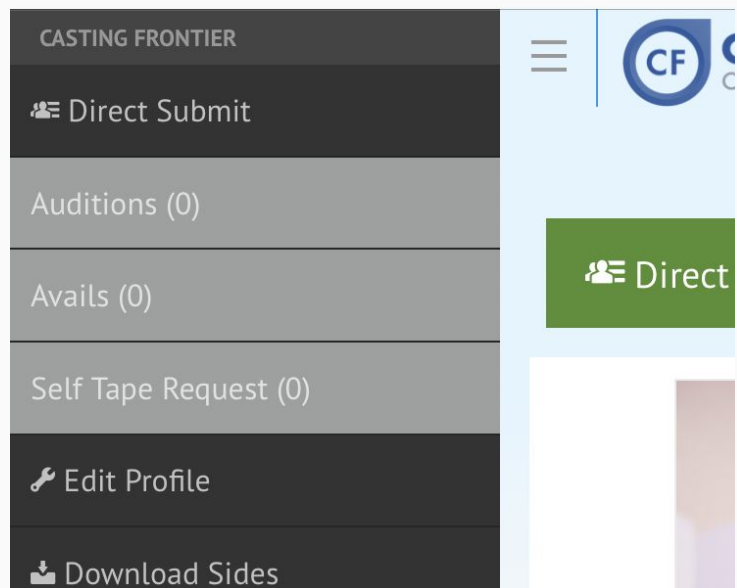 CASTING FRONTIER
Direct Submit
Auditions (0)
Avails (0)
Self Tape Request (0)
Edit Profile
Download Sides
CF
Direct